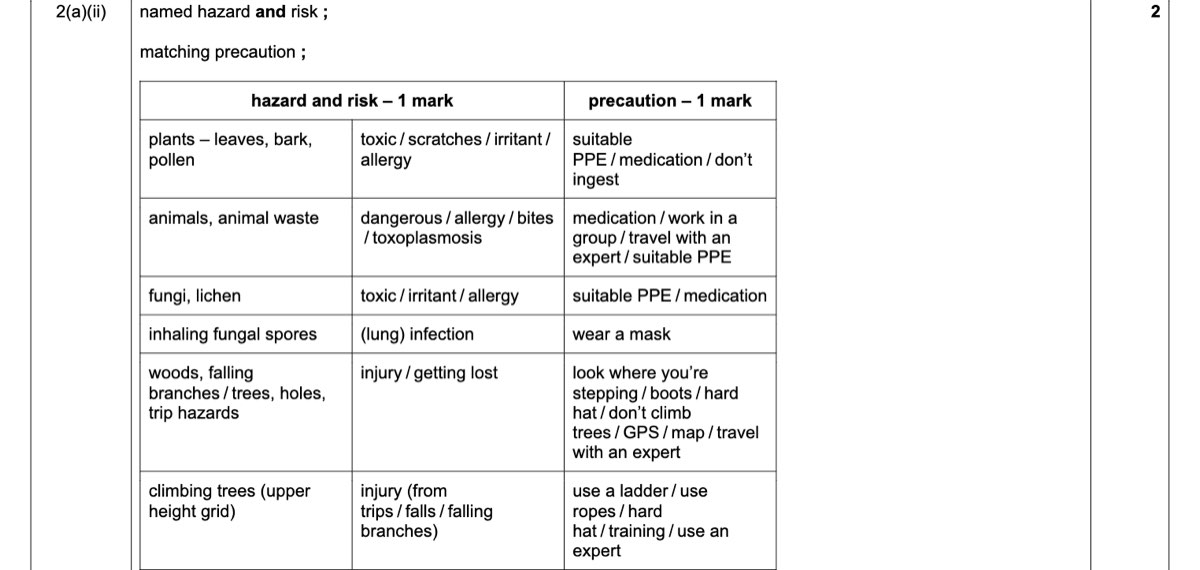 2(a)(ii) named hazard and risk ; 2
matching precaution ;
hazard and risk – 1 mark precaution – 1 mark
plants – leaves, bark, toxic / scratches / irritant / suitable
pollen allergy PPE / medication / don’t
ingest
animals, animal waste dangerous / allergy / bites medication / work in a
/ toxoplasmosis group / travel with an
expert / suitable PPE
fungi, lichen toxic / irritant / allergy suitable PPE / medication
inhaling fungal spores (lung) infection wear a mask
woods, falling injury / getting lost look where you’re
branches / trees, holes, stepping / boots / hard
trip hazards hat / don’t climb
trees / GPS / map / travel
with an expert
climbing trees (upper injury (from use a ladder / use
height grid) trips / falls / falling ropes / hard
branches) hat / training / use an
expert